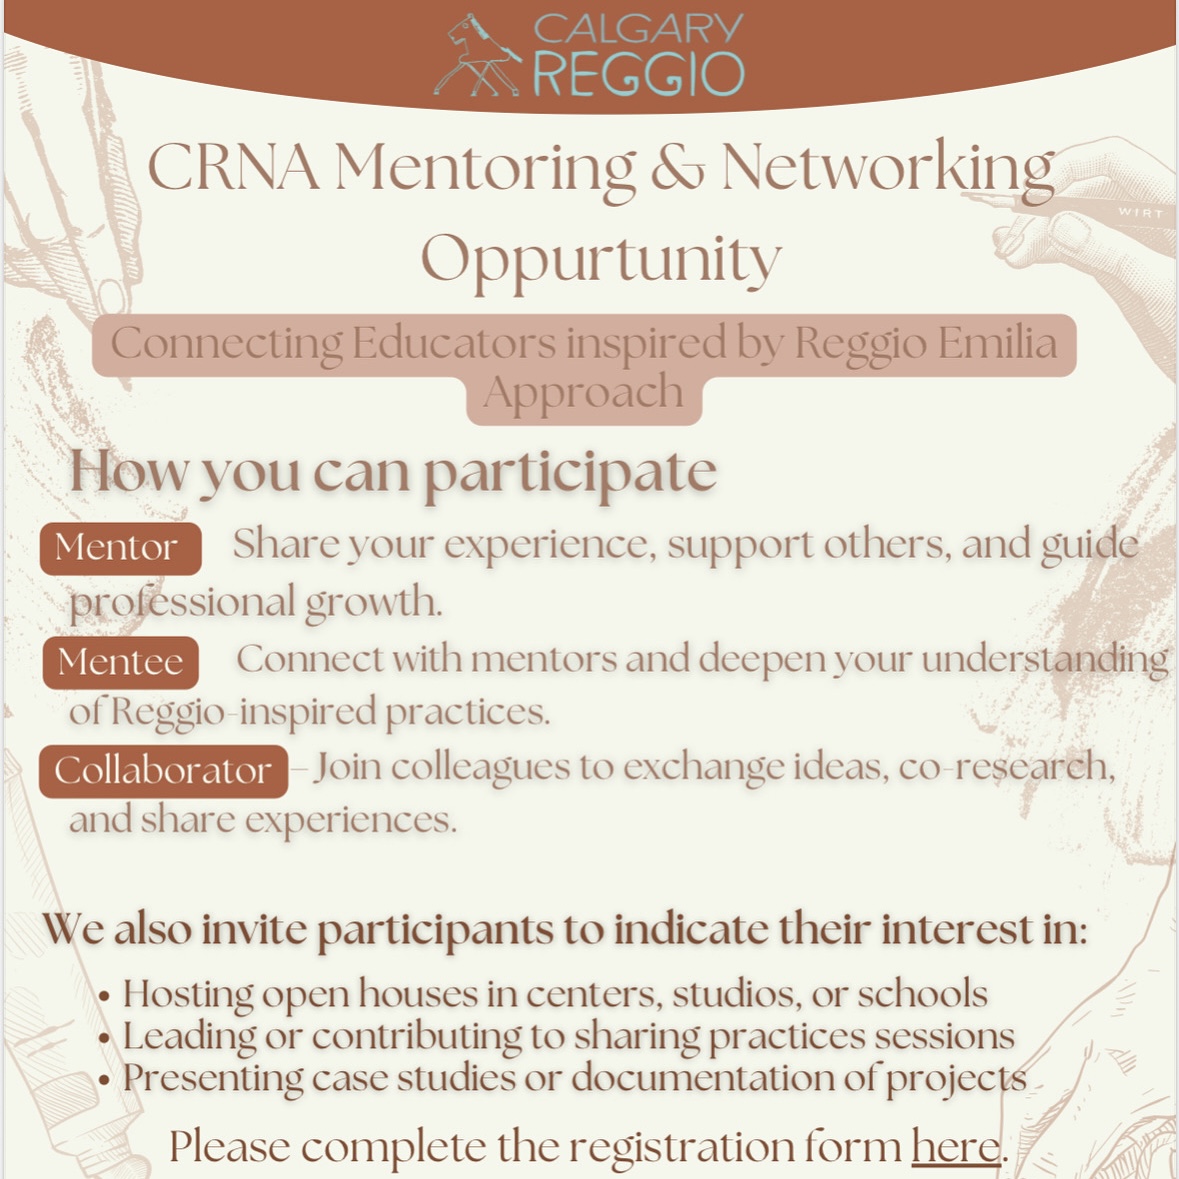 CALGARY
REGGIO
CRNA Mentoring & Networking
Oppurtunity
WIRT
Connecting Educators inspired by Reggio Emilia
Approach
How you can participate
Mentor Share your experience, support others, and guide
professional growth.
Mentee Connect with mentors and deepen your understanding
of Reggio-inspired practices.
Collaborator – Join colleagues to exchange ideas, co-research,
and share experiences.
We also invite participants to indicate their interest in:
• Hosting open houses in centers, studios, or schools
• Leading or contributing to sharing practices sessions
• Presenting case studies or documentation of projects
Please complete the registration form here.